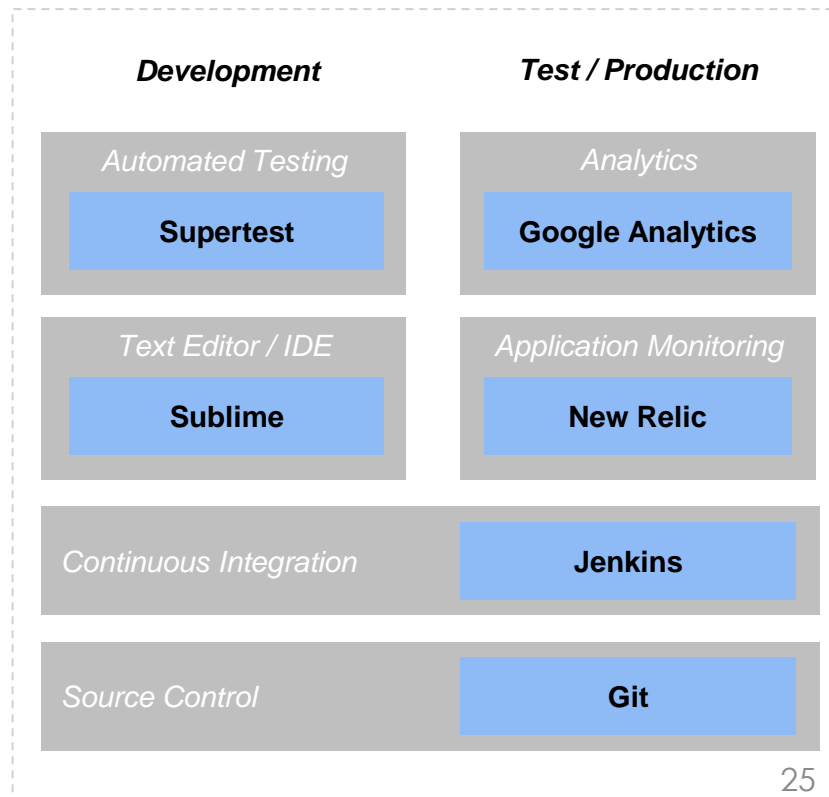 Development
Test / Production
Automated Testing
Supertest
Analytics
Google Analytics
Text Editor / IDE
Sublime
Application Monitoring
New Relic
Continuous Integration
Jenkins
Source Control
Git
25